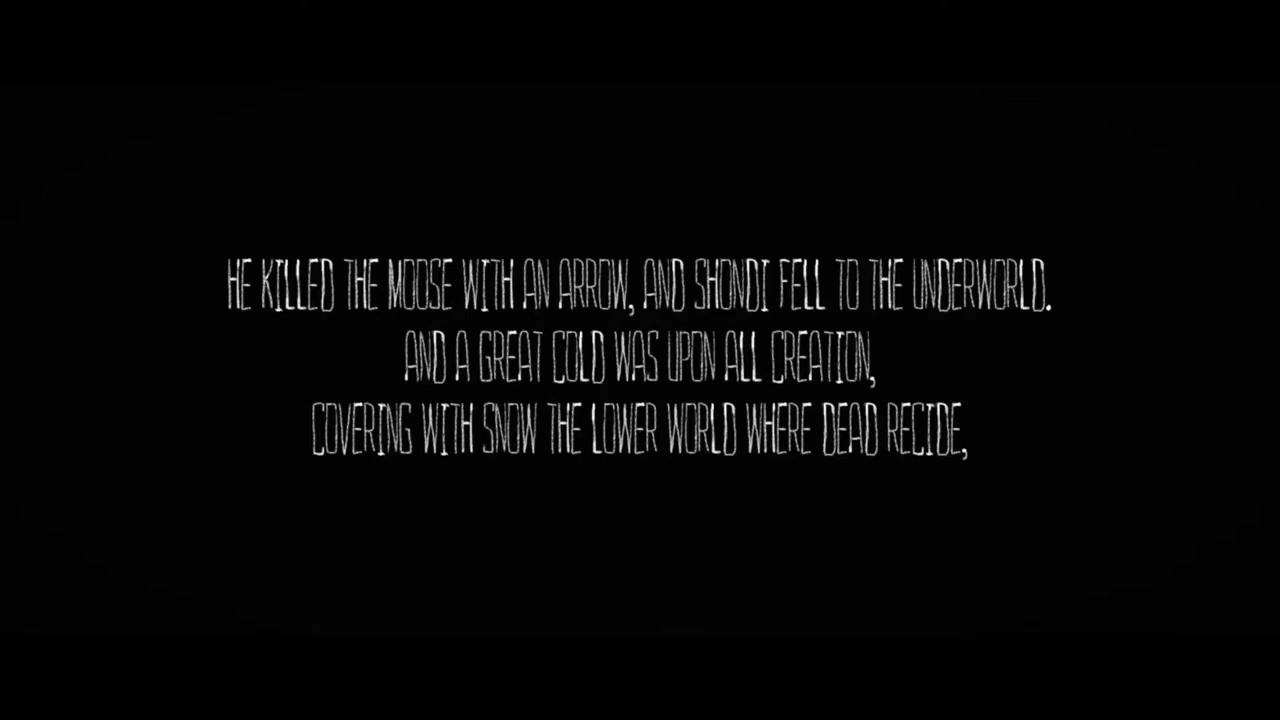 HE KILLED THE MOOSE WITH AN ARROW, AND SHONDI FELL TO THE UNDERWORLD.
AND A GREAT COLD WAS UPON ALL CREATION,
COVERING WITH SNOW THE LOWER WORLD WHERE DEAD RECIDE,